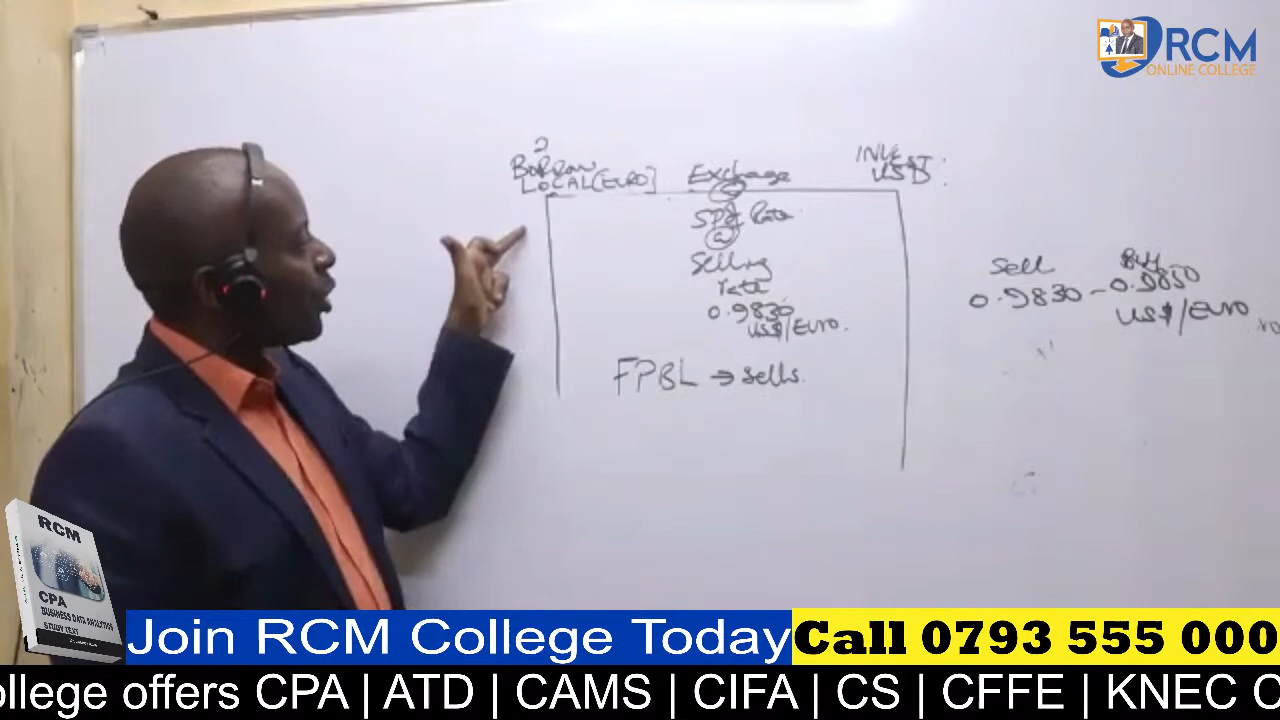 RCM
ONLINE COLLEGE
BORROW
LOCAL [EURO]
Exchange
INVEST
USD
Spot Rate
Selling
rate
0.9830
US$/EURO.
FPBL → sells.
Sell
Buy
0.9830 - 0.9850
US$/EURO
RCM
CPA
BUSINESS DATA ANALYTICS
STUDY TEXT
Join RCM College Today
Call 0793 555 000
ollege offers CPA | ATD | CAMS | CIFA | CS | CFFE | KNEC C